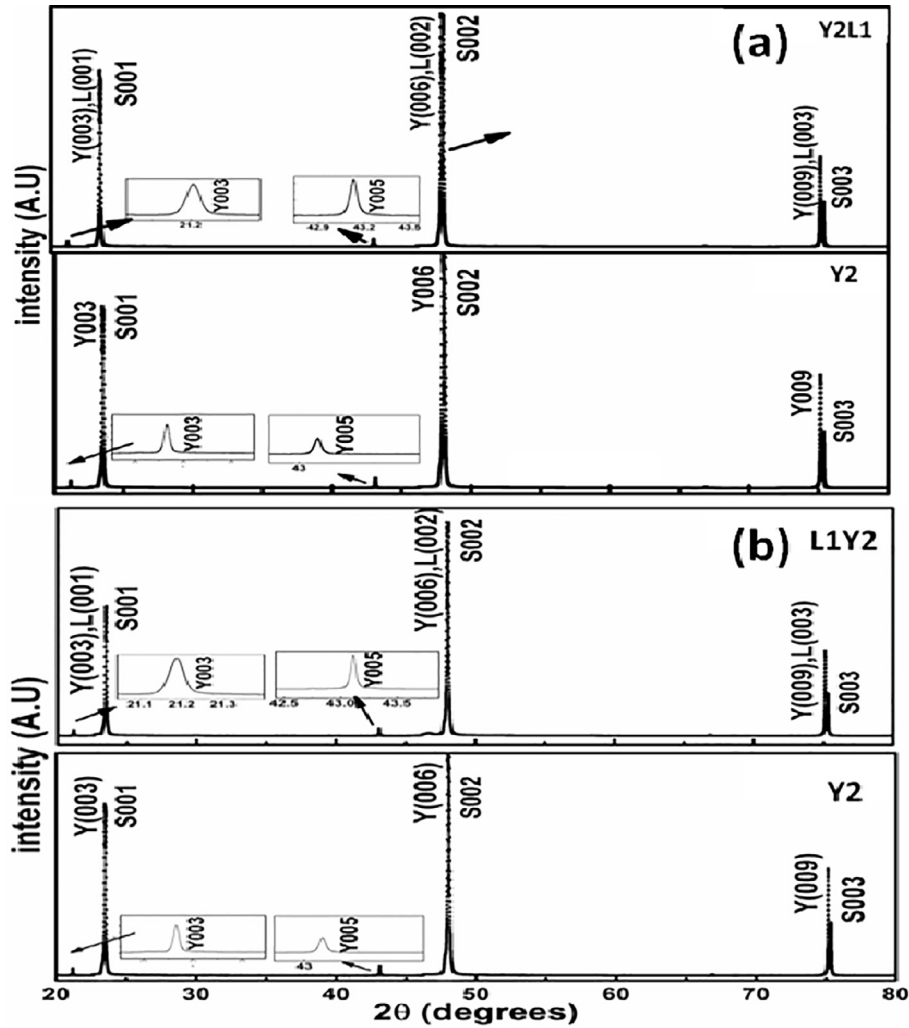 (a)
Y2L1
Y(003),L(001)
S001
Y(006),L(002)
S002
Y(009),L(003)
S003
Y003
21.2
Y005
42.9 43.2 43.5
intensity (A.U)
Y2
Y003
S001
Y006
S002
Y009
S003
Y003
Y005
43
(b)
L1Y2
Y(003),L(001)
S001
Y(006),L(002)
S002
Y(009),L(003)
S003
Y003
21.1 21.2 21.3
Y005
42.5 43.0 43.5
intensity (A.U)
Y2
Y(003)
S001
Y(006)
S002
Y(009)
S003
Y003
Y005
43
20 30 40 50 60 70 80
2θ (degrees)